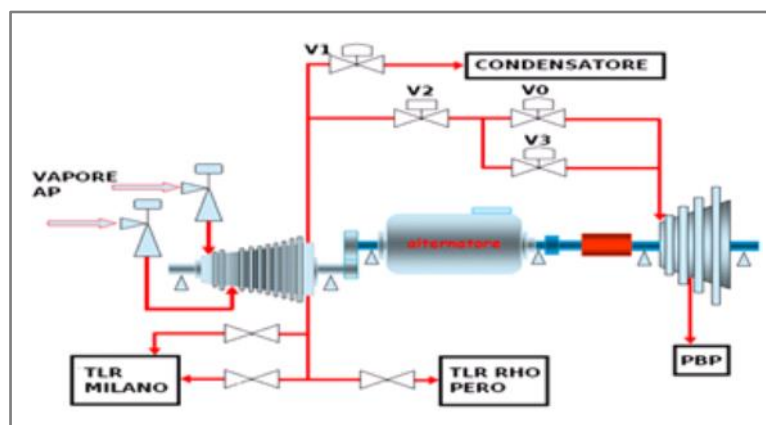 V1
CONDENSATORE
V2
V0
V3
VAPORE
AP
alternatore
TLR
MILANO
TLR RHO
PERO
PBP